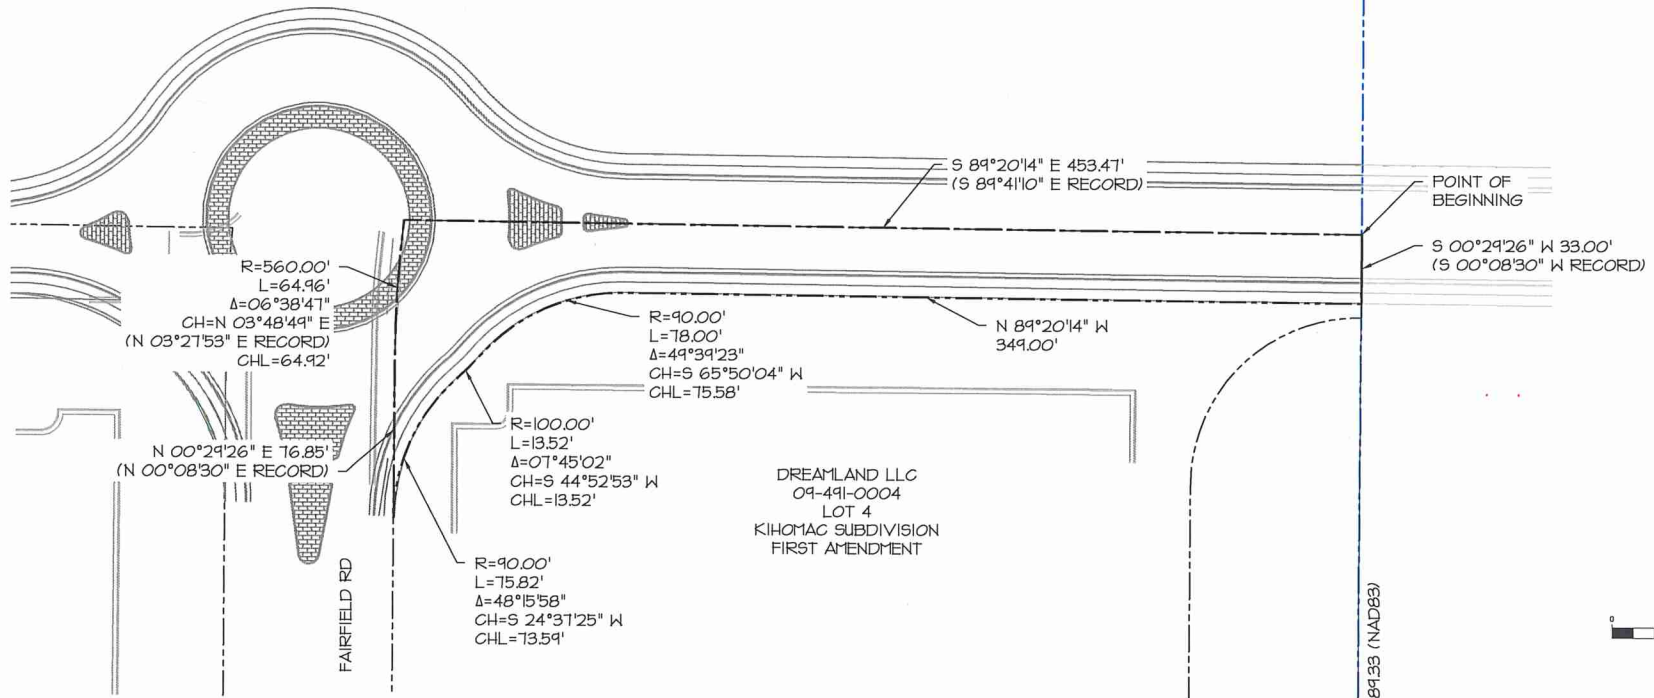 S 89°20'14" E 453.47'
(S 89°41'10" E RECORD)
POINT OF
BEGINNING
S 00°29'26" W 33.00'
(S 00°08'30" W RECORD)
R=560.00'
L=64.96'
Δ=06°38'47"
CH=N 03°48'49" E
(N 03°27'53" E RECORD)
CHL=64.92'
R=90.00'
L=78.00'
Δ=49°39'23"
CH=S 65°50'04" W
CHL=75.58'
N 89°20'14" W
349.00'
N 00°29'26" E 76.85'
(N 00°08'30" E RECORD)
R=100.00'
L=13.52'
Δ=07°45'02"
CH=S 44°52'53" W
CHL=13.52'
DREAMLAND LLC
09-491-0004
LOT 4
KIHOMAC SUBDIVISION
FIRST AMENDMENT
R=90.00'
L=75.82'
Δ=48°15'58"
CH=S 24°37'25" W
CHL=73.59'
FAIRFIELD RD
89.33 (NAD83)
0